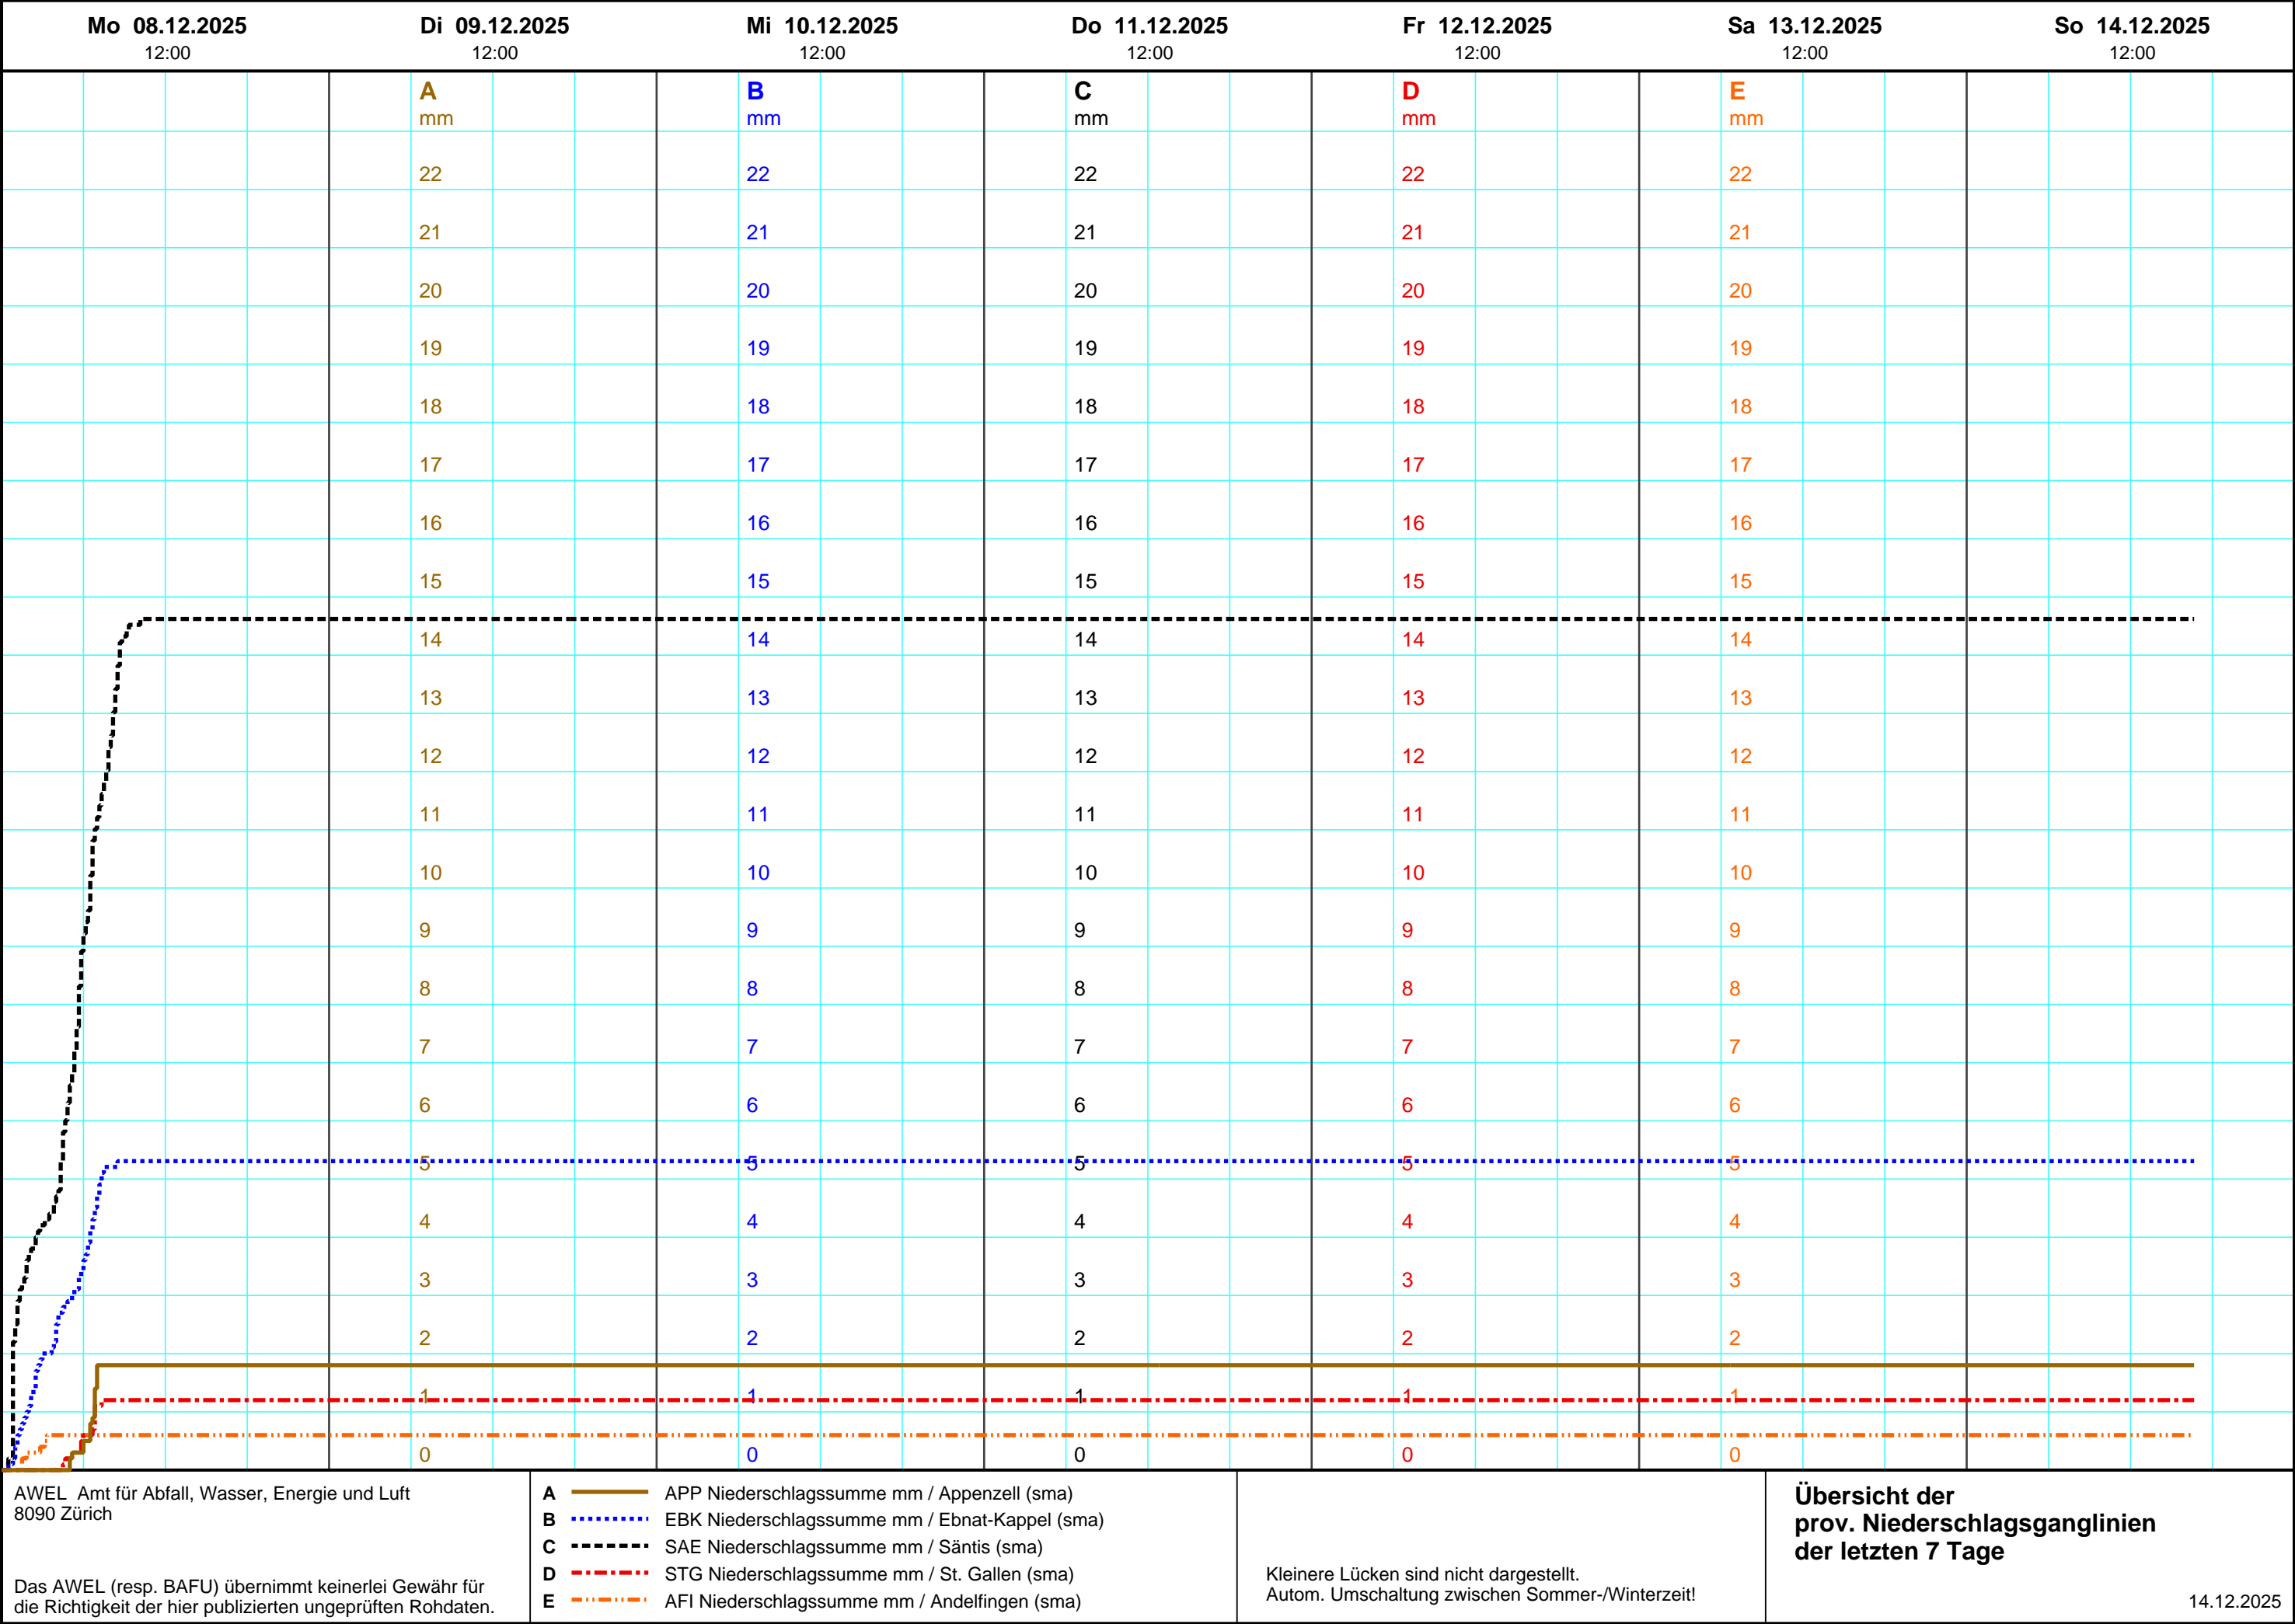 Mo 08.12.2025 Di 09.12.2025 Mi 10.12.2025 Do 11.12.2025 Fr 12.12.2025 Sa 13.12.2025 So 14.12.2025
12:00 12:00 12:00 12:00 12:00 12:00 12:00
A B C D E
mm mm mm mm mm
22 22 22 22 22
21 21 21 21 21
20 20 20 20 20
19 19 19 19 19
18 18 18 18 18
17 17 17 17 17
16 16 16 16 16
15 15 15 15 15
14 14 14 14 14
13 13 13 13 13
12 12 12 12 12
11 11 11 11 11
10 10 10 10 10
9 9 9 9 9
8 8 8 8 8
7 7 7 7 7
6 6 6 6 6
5 5 5 5 5
4 4 4 4 4
3 3 3 3 3
2 2 2 2 2
1 1 1 1 1
0 0 0 0 0
AWEL Amt für Abfall, Wasser, Energie und Luft
8090 Zürich
Das AWEL (resp. BAFU) übernimmt keinerlei Gewähr für
die Richtigkeit der hier publizierten ungeprüften Rohdaten.
A APP Niederschlagssumme mm / Appenzell (sma)
B EBK Niederschlagssumme mm / Ebnat-Kappel (sma)
C SAE Niederschlagssumme mm / Säntis (sma)
D STG Niederschlagssumme mm / St. Gallen (sma)
E AFI Niederschlagssumme mm / Andelfingen (sma)
Kleinere Lücken sind nicht dargestellt.
Autom. Umschaltung zwischen Sommer-/Winterzeit!
Übersicht der
prov. Niederschlagsganglinien
der letzten 7 Tage
14.12.2025